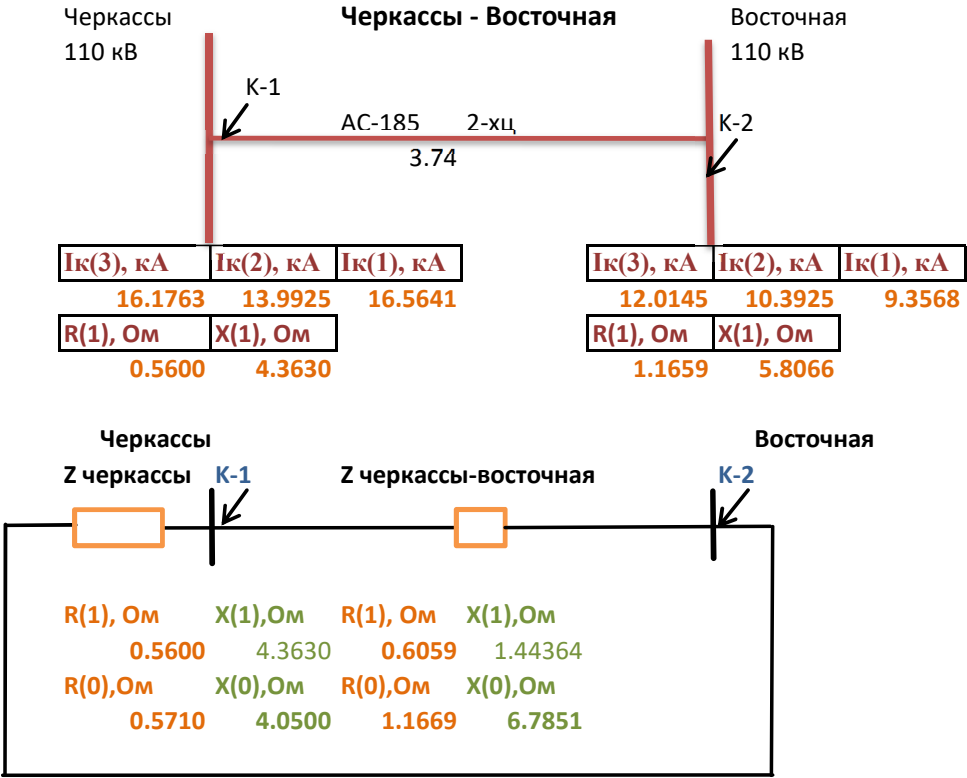 Черкассы Черкассы - Восточная Восточная
110 кВ 110 кВ
К-1
АС-185 2-хц К-2
3.74
Iк(3), кА Iк(2), кА Iк(1), кА Iк(3), кА Iк(2), кА Iк(1), кА
16.1763 13.9925 16.5641 12.0145 10.3925 9.3568
R(1), Ом X(1), Ом R(1), Ом X(1), Ом
0.5600 4.3630 1.1659 5.8066
Черкассы Восточная
Z черкассы К-1 Z черкассы-восточная К-2
R(1), Ом X(1),Ом R(1), Ом X(1),Ом
0.5600 4.3630 0.6059 1.44364
R(0),Ом X(0),Ом R(0),Ом X(0),Ом
0.5710 4.0500 1.1669 6.7851